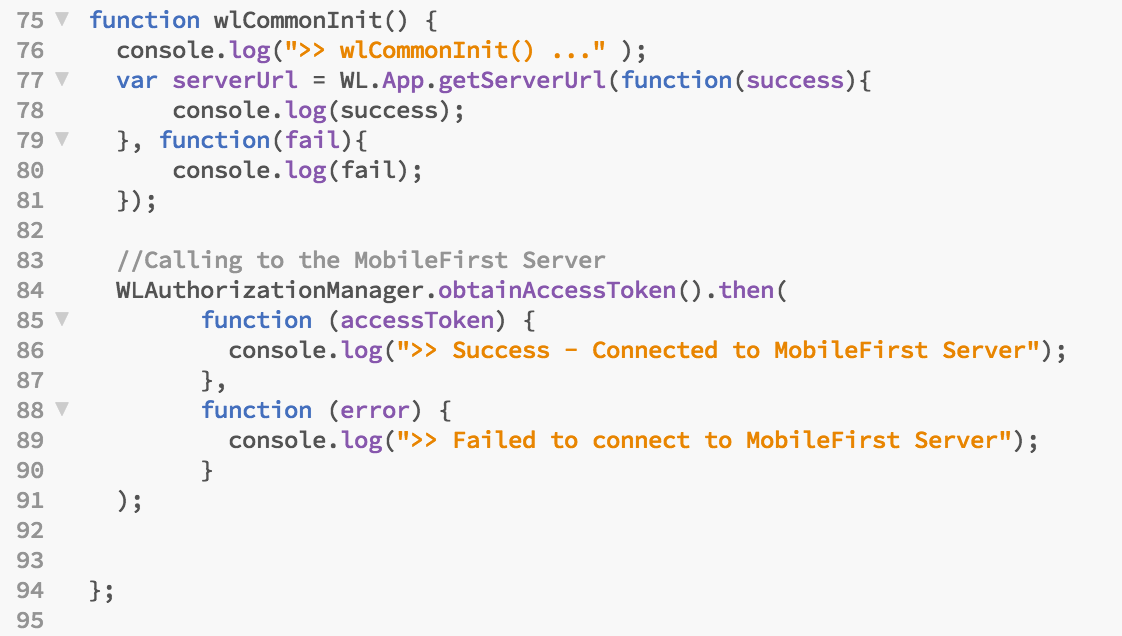 75 function wlCommonInit() {
76 console.log(">> wlCommonInit() ..." );
77 var serverUrl = WL.App.getServerUrl(function(success){
78 console.log(success);
79 }, function(fail){
80 console.log(fail);
81 });
82
83 //Calling to the MobileFirst Server
84 WLAuthorizationManager.obtainAccessToken().then(
85 function (accessToken) {
86 console.log(">> Success - Connected to MobileFirst Server");
87 },
88 function (error) {
89 console.log(">> Failed to connect to MobileFirst Server");
90 }
91 );
92
93
94 };
95